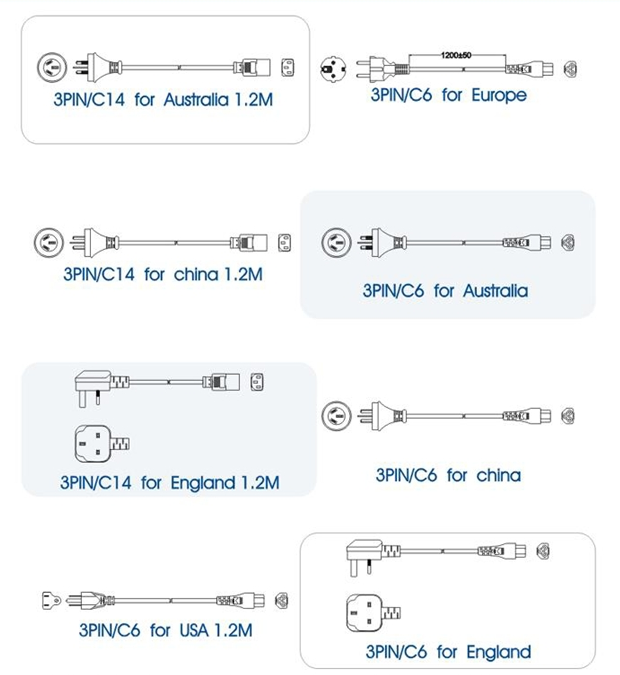 3PIN/C14 for Australia 1.2M
1200±50
3PIN/C6 for Europe
3PIN/C14 for china 1.2M
3PIN/C6 for Australia
3PIN/C14 for England 1.2M
3PIN/C6 for china
3PIN/C6 for USA 1.2M
3PIN/C6 for England